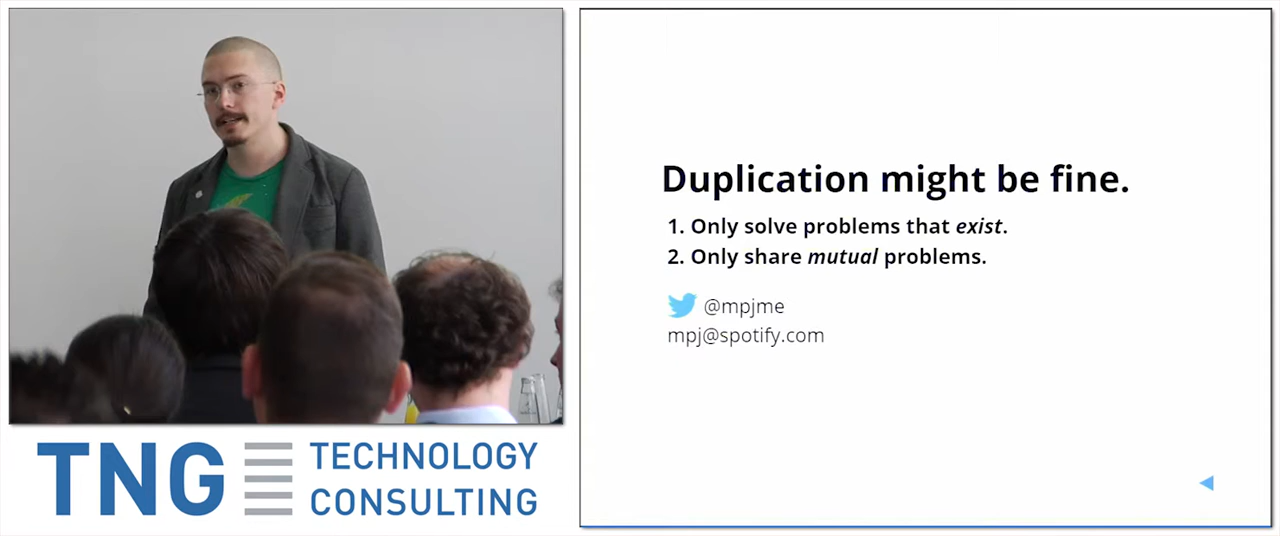 Duplication might be fine.
1. Only solve problems that exist.
2. Only share mutual problems.
@mpjme
mpj@spotify.com
TNG TECHNOLOGY
CONSULTING